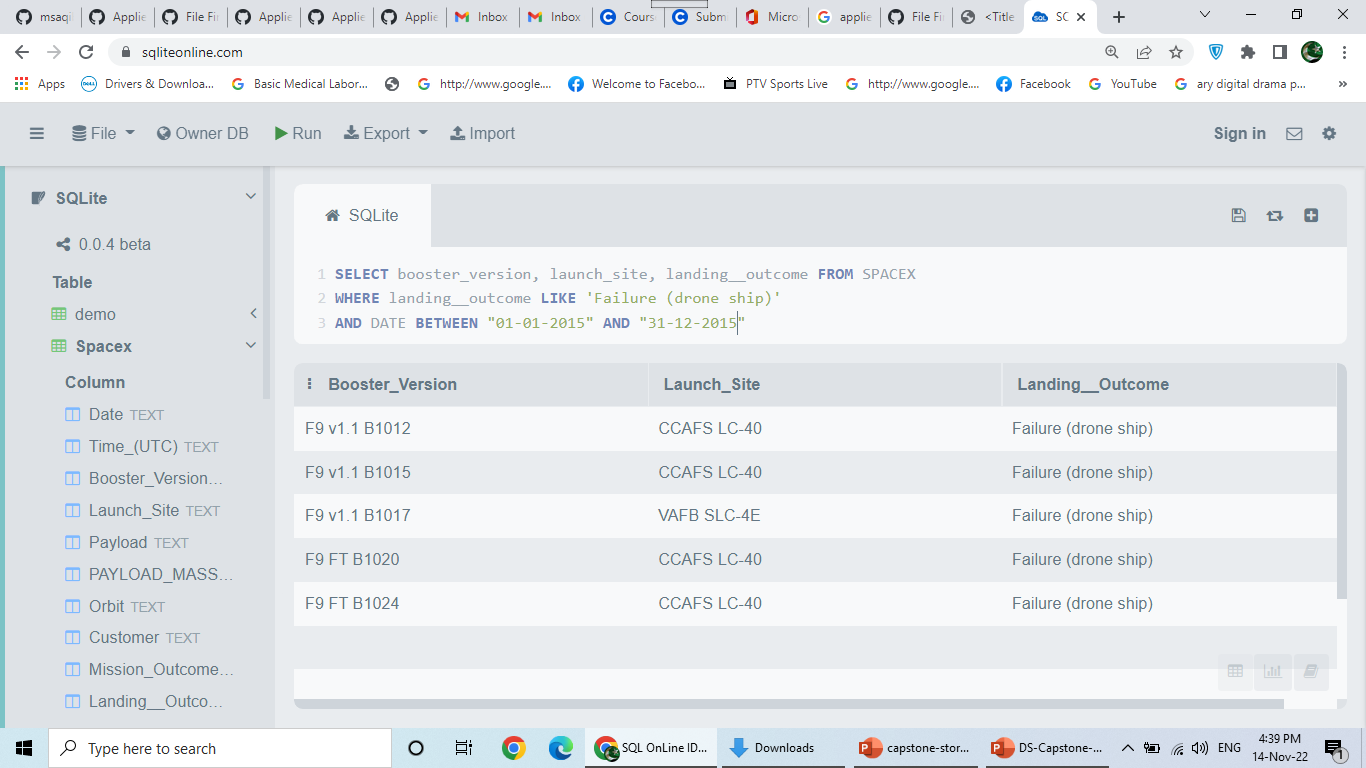 msaqi
Applie
File Fir
Applie
Applie
Applie
Inbox
Inbox
Cours
Subm
Micro
applie
File Fir
<Title
SC
sqliteonline.com
Apps
Drivers & Downloa...
Basic Medical Labor...
http://www.google....
Welcome to Facebo...
PTV Sports Live
http://www.google....
Facebook
YouTube
ary digital drama p...
»
File
Owner DB
Run
Export
Import
Sign in
SQLite
0.0.4 beta
Table
demo
Spacex
Column
Date TEXT
Time_(UTC) TEXT
Booster_Version...
Launch_Site TEXT
Payload TEXT
PAYLOAD_MASS...
Orbit TEXT
Customer TEXT
Mission_Outcome...
Landing__Outco...
SQLite
1 SELECT booster_version, launch_site, landing__outcome FROM SPACEX
2 WHERE landing__outcome LIKE 'Failure (drone ship)'
3 AND DATE BETWEEN "01-01-2015" AND "31-12-2015"
Booster_Version Launch_Site Landing__Outcome
F9 v1.1 B1012 CCAFS LC-40 Failure (drone ship)
F9 v1.1 B1015 CCAFS LC-40 Failure (drone ship)
F9 v1.1 B1017 VAFB SLC-4E Failure (drone ship)
F9 FT B1020 CCAFS LC-40 Failure (drone ship)
F9 FT B1024 CCAFS LC-40 Failure (drone ship)
Type here to search
SQL OnLine ID...
Downloads
capstone-stor...
DS-Capstone-...
ENG
4:39 PM
14-Nov-22
1